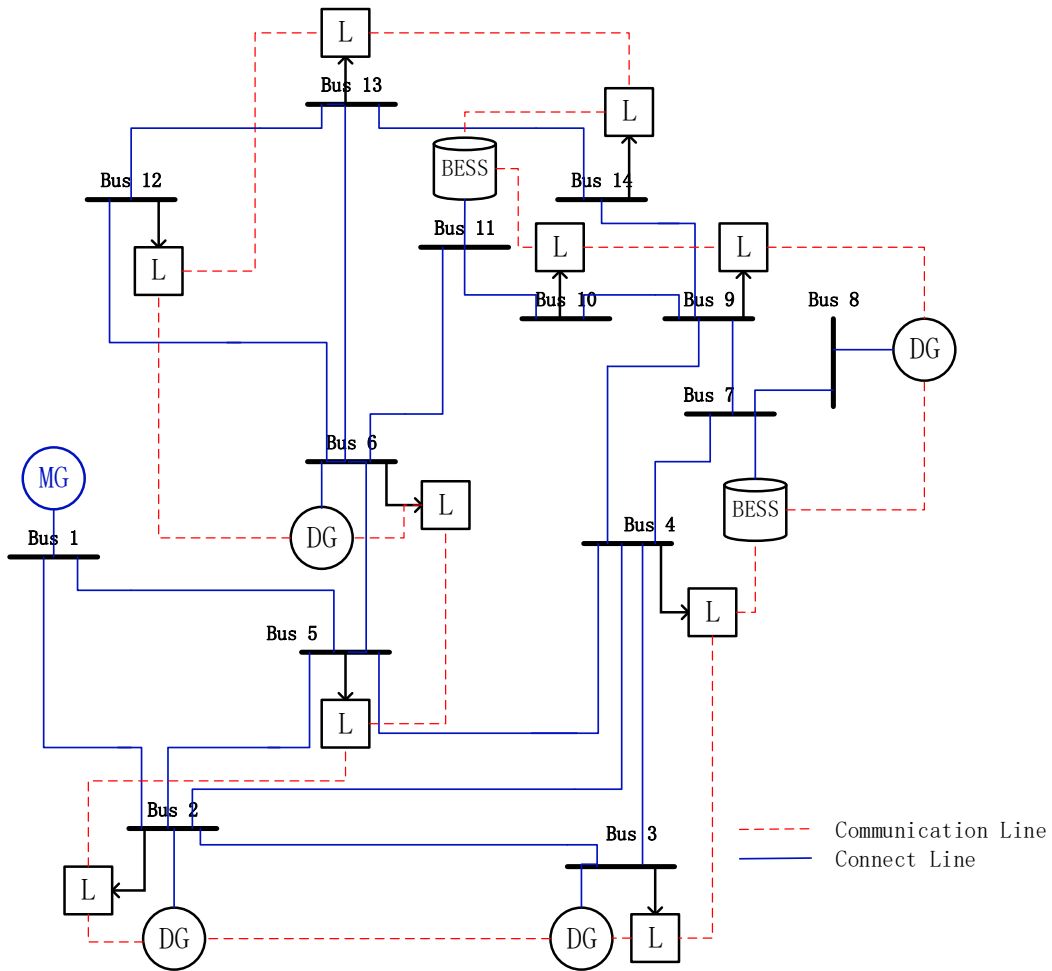 L
Bus 13
L
BESS
Bus 12
Bus 14
Bus 11
L
L
L
Bus 10
Bus 9
Bus 8
DG
Bus 7
Bus 6
MG
L
BESS
Bus 4
DG
Bus 1
L
Bus 5
L
Bus 2
Bus 3
Communication Line
Connect Line
L
DG
DG
L